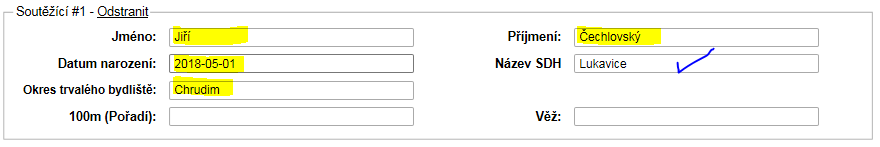 Soutěžící #1 - Odstranit
Jméno: Jiří Příjmení: Čechlovský
Datum narození: 2018-05-01 Název SDH Lukavice
Okres trvalého bydliště: Chrudim
100m (Pořadí): Věž: